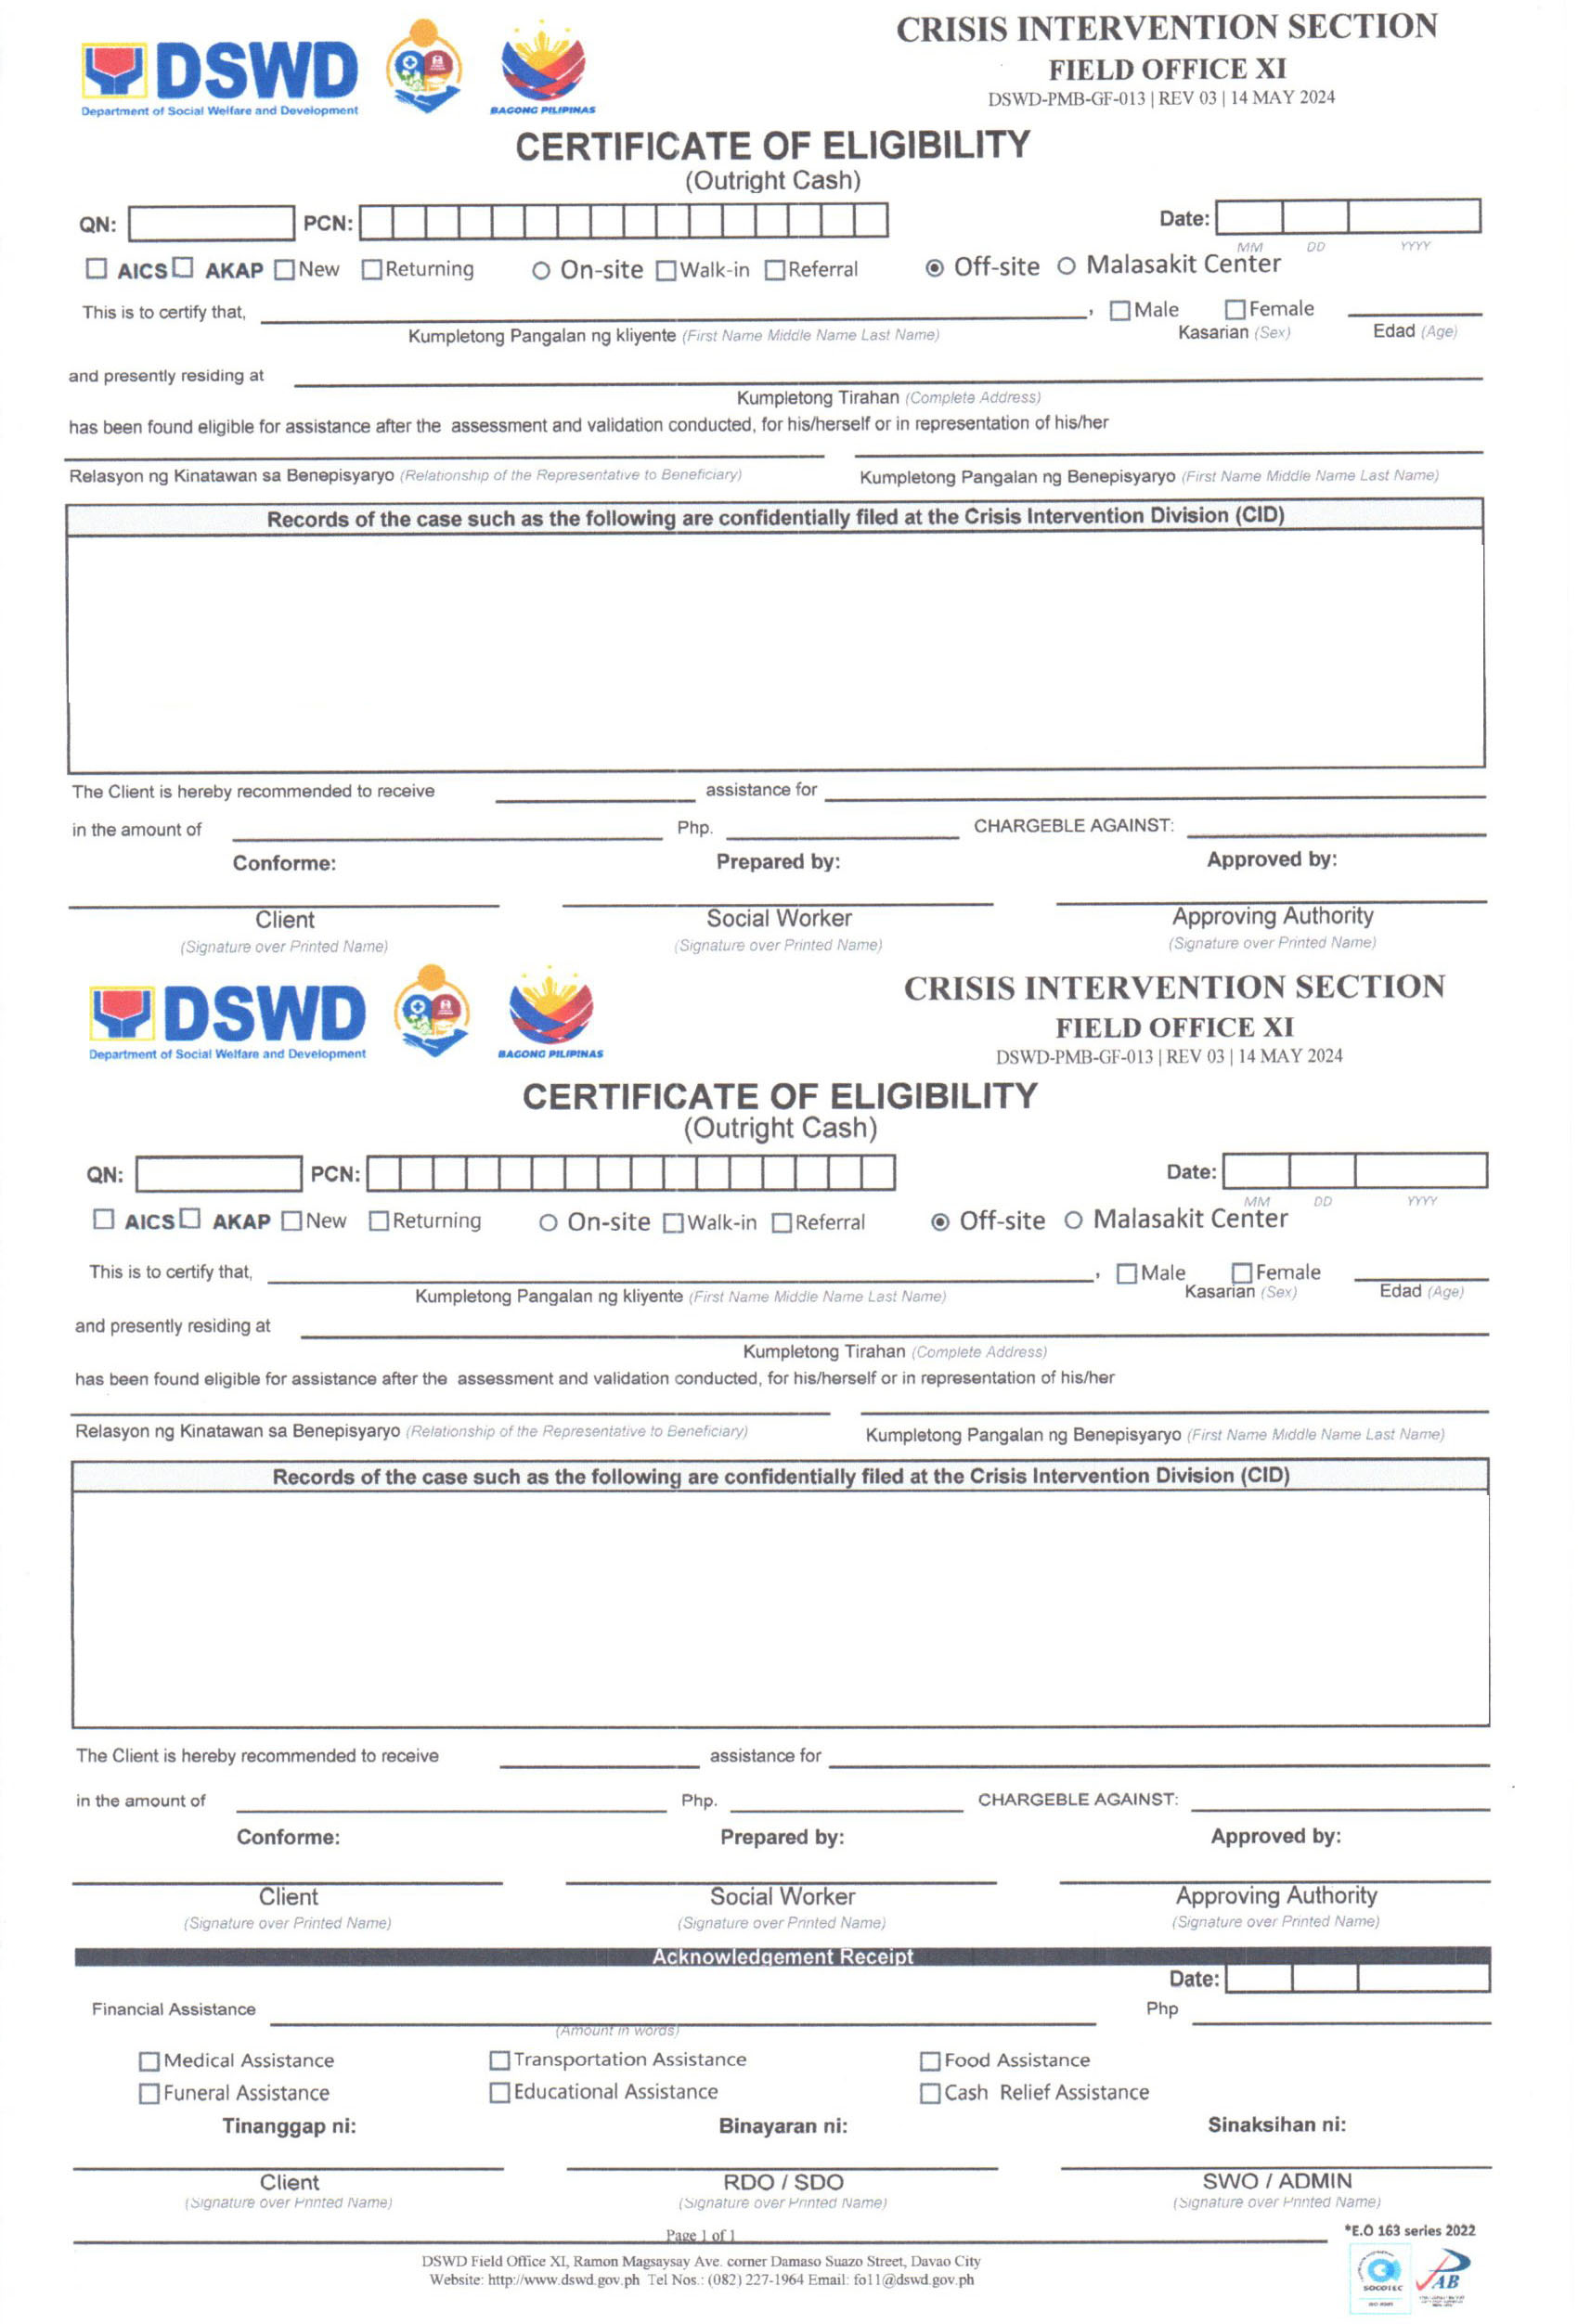 DSWD
Department of Social Welfare and Development
BAGONG PILIPINAS
CRISIS INTERVENTION SECTION
FIELD OFFICE XI
DSWD-PMB-GF-013 | REV 03 | 14 MAY 2024
CERTIFICATE OF ELIGIBILITY
(Outright Cash)
QN: PCN: Date:
MM DD YYYY
AICS AKAP New Returning On-site Walk-in Referral Off-site Malasakit Center
This is to certify that, , Male Female
Kumpletong Pangalan ng kliyente (First Name Middle Name Last Name) Kasarian (Sex) Edad (Age)
and presently residing at
Kumpletong Tirahan (Complete Address)
has been found eligible for assistance after the assessment and validation conducted, for his/herself or in representation of his/her
Relasyon ng Kinatawan sa Benepisyaryo (Relationship of the Representative to Beneficiary) Kumpletong Pangalan ng Benepisyaryo (First Name Middle Name Last Name)
Records of the case such as the following are confidentially filed at the Crisis Intervention Division (CID)
The Client is hereby recommended to receive assistance for
in the amount of Php. CHARGEBLE AGAINST:
Conforme: Prepared by: Approved by:
Client Social Worker Approving Authority
(Signature over Printed Name) (Signature over Printed Name) (Signature over Printed Name)
DSWD
Department of Social Welfare and Development
BAGONG PILIPINAS
CRISIS INTERVENTION SECTION
FIELD OFFICE XI
DSWD-PMB-GF-013 | REV 03 | 14 MAY 2024
CERTIFICATE OF ELIGIBILITY
(Outright Cash)
QN: PCN: Date:
MM DD YYYY
AICS AKAP New Returning On-site Walk-in Referral Off-site Malasakit Center
This is to certify that, , Male Female
Kumpletong Pangalan ng kliyente (First Name Middle Name Last Name) Kasarian (Sex) Edad (Age)
and presently residing at
Kumpletong Tirahan (Complete Address)
has been found eligible for assistance after the assessment and validation conducted, for his/herself or in representation of his/her
Relasyon ng Kinatawan sa Benepisyaryo (Relationship of the Representative to Beneficiary) Kumpletong Pangalan ng Benepisyaryo (First Name Middle Name Last Name)
Records of the case such as the following are confidentially filed at the Crisis Intervention Division (CID)
The Client is hereby recommended to receive assistance for
in the amount of Php. CHARGEBLE AGAINST:
Conforme: Prepared by: Approved by:
Client Social Worker Approving Authority
(Signature over Printed Name) (Signature over Printed Name) (Signature over Printed Name)
Acknowledgement Receipt
Date:
Financial Assistance Php
(Amount in words)
Medical Assistance Transportation Assistance Food Assistance
Funeral Assistance Educational Assistance Cash Relief Assistance
Tinanggap ni: Binayaran ni: Sinaksihan ni:
Client RDO / SDO SWO / ADMIN
(Signature over Printed Name) (Signature over Printed Name) (Signature over Printed Name)
Page 1 of 1
*E.O 163 series 2022
DSWD Field Office XI, Ramon Magsaysay Ave. corner Damaso Suazo Street, Davao City
Website: http://www.dswd.gov.ph Tel Nos.: (082) 227-1964 Email: fo11@dswd.gov.ph
SOCOTEC
PAB